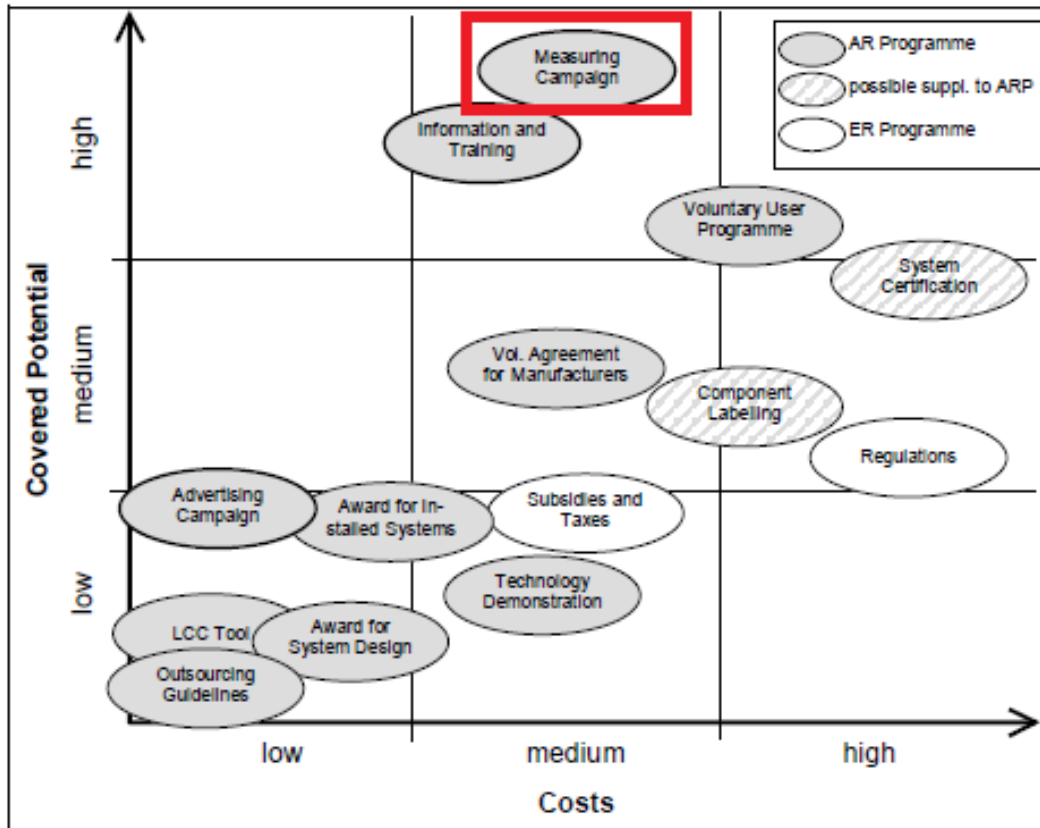 Measuring
Campaign
AR Programme
possible suppl. to ARP
ER Programme
Information and
Training
high
Voluntary User
Programme
System
Certification
Covered Potential
medium
Vol. Agreement
for Manufacturers
Component
Labelling
Regulations
Advertising
Campaign
Award for In-
stalled Systems
Subsidies and
Taxes
low
Technology
Demonstration
LCC Tool
Award for
System Design
Outsourcing
Guidelines
low
medium
high
Costs